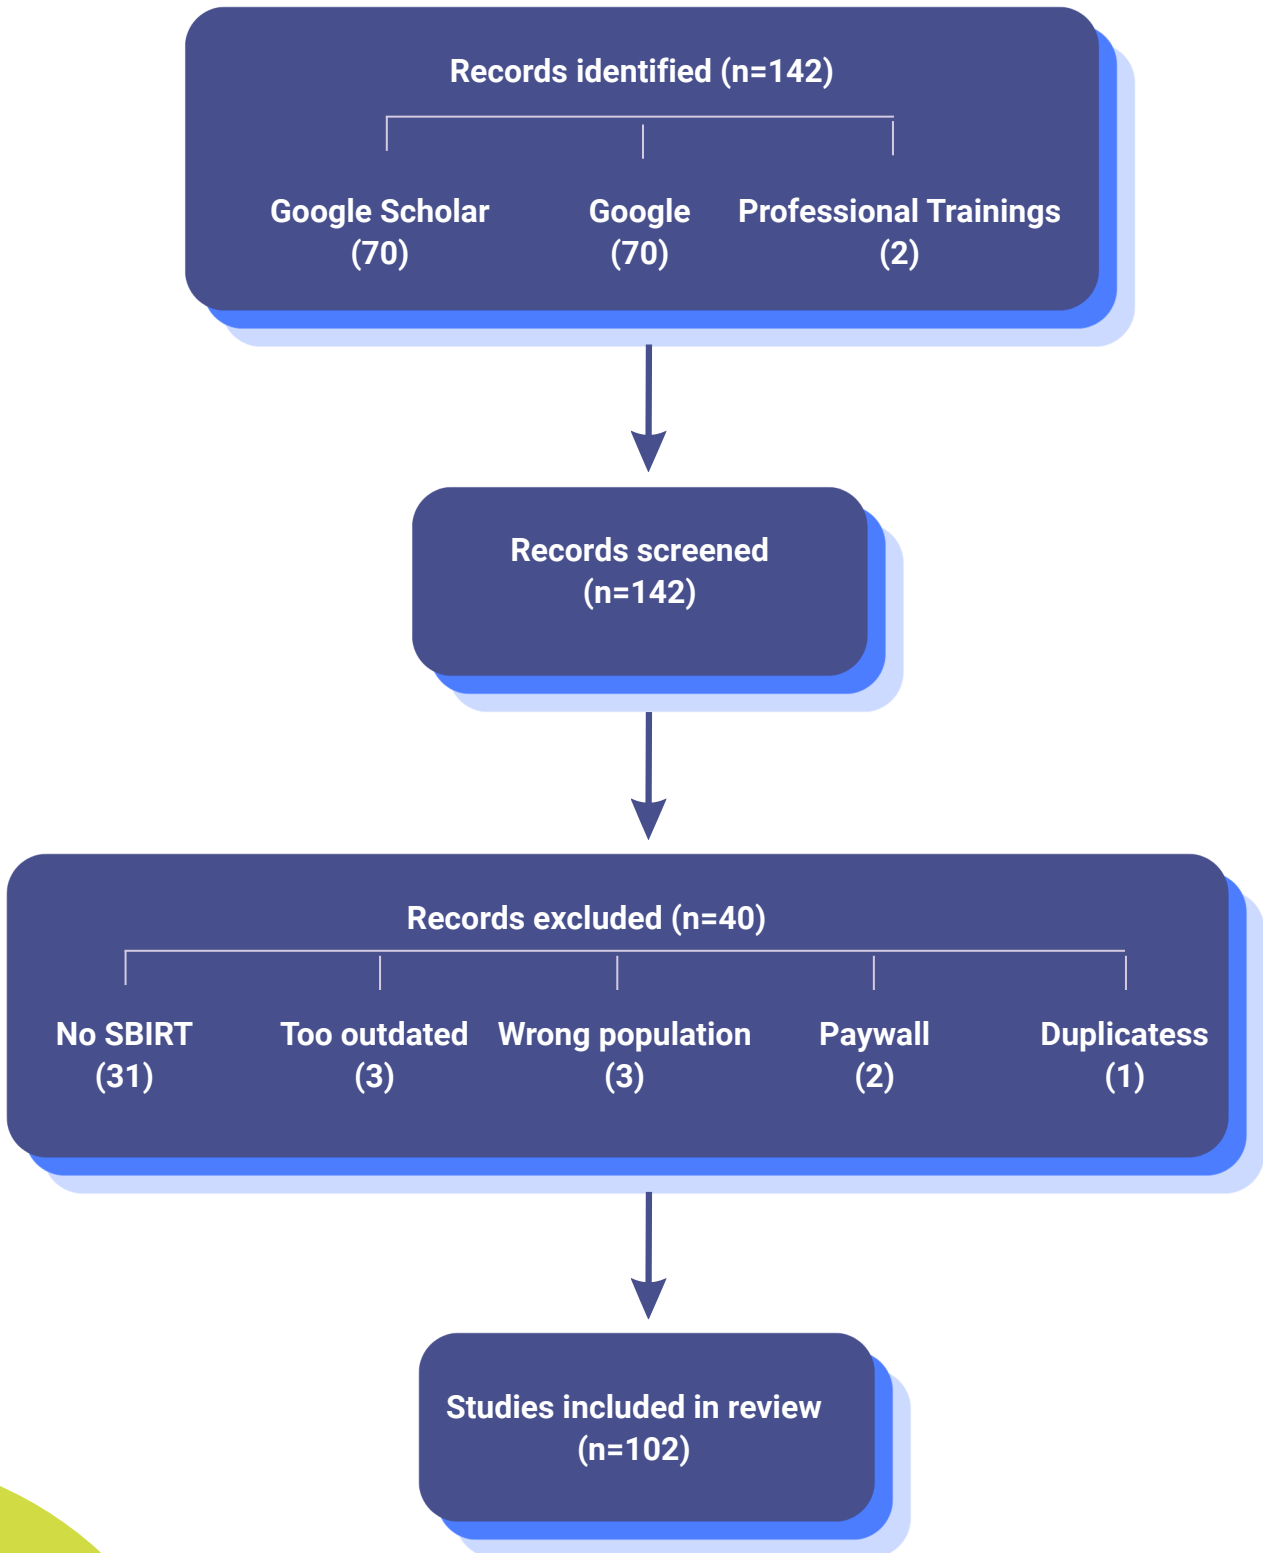 Records identified (n=142)
Google Scholar
(70)
Google
(70)
Professional Trainings
(2)
Records screened
(n=142)
Records excluded (n=40)
No SBIRT
(31)
Too outdated
(3)
Wrong population
(3)
Paywall
(2)
Duplicatess
(1)
Studies included in review
(n=102)